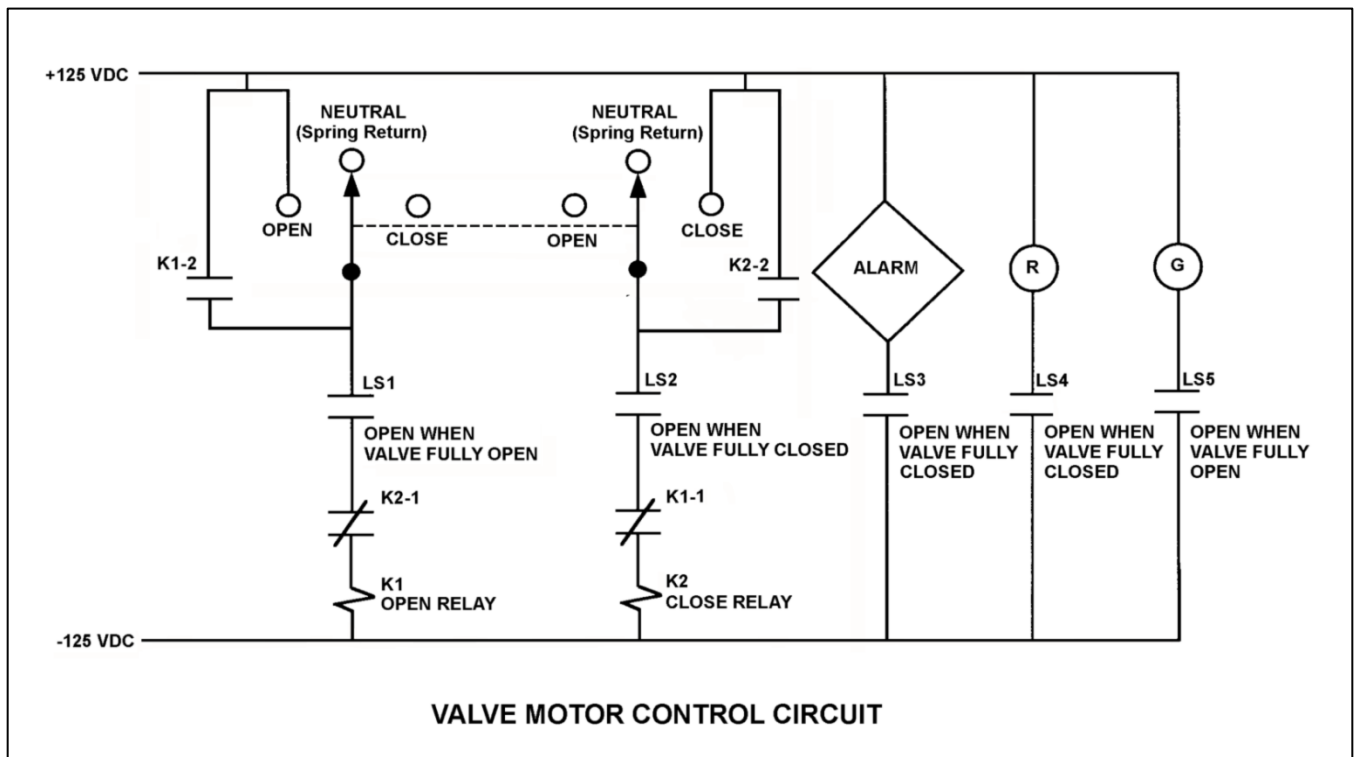 +125 VDC
NEUTRAL
(Spring Return)
NEUTRAL
(Spring Return)
OPEN
CLOSE
OPEN
CLOSE
K1-2
K2-2
ALARM
R
G
LS1
OPEN WHEN
VALVE FULLY OPEN
LS2
OPEN WHEN
VALVE FULLY CLOSED
LS3
OPEN WHEN
VALVE FULLY
CLOSED
LS4
OPEN WHEN
VALVE FULLY
CLOSED
LS5
OPEN WHEN
VALVE FULLY
OPEN
K2-1
K1-1
K1
OPEN RELAY
K2
CLOSE RELAY
-125 VDC
VALVE MOTOR CONTROL CIRCUIT